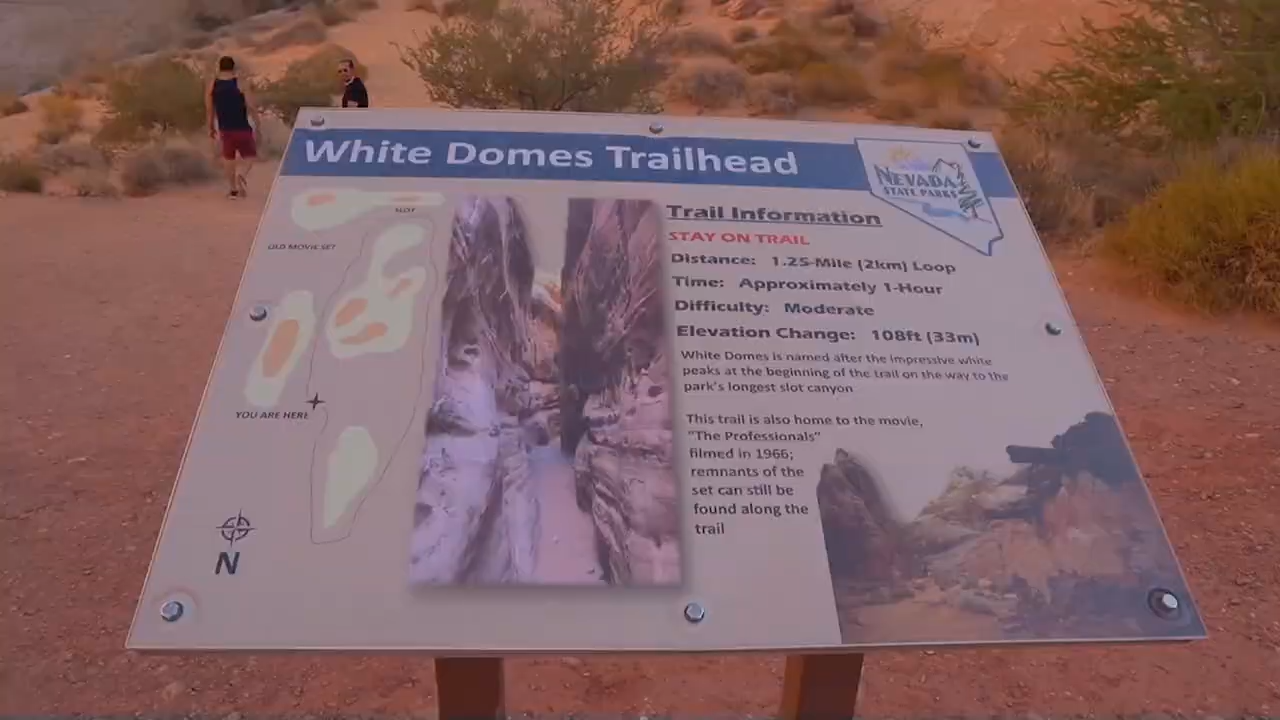 White Domes Trailhead
NEVADA
STATE PARKS
SLOT
OLD MOVIE SET
YOU ARE HERE
N
Trail Information
STAY ON TRAIL
Distance: 1.25-Mile (2km) Loop
Time: Approximately 1-Hour
Difficulty: Moderate
Elevation Change: 108ft (33m)
White Domes is named after the impressive white
peaks at the beginning of the trail on the way to the
park's longest slot canyon
This trail is also home to the movie,
"The Professionals"
filmed in 1966;
remnants of the
set can still be
found along the
trail